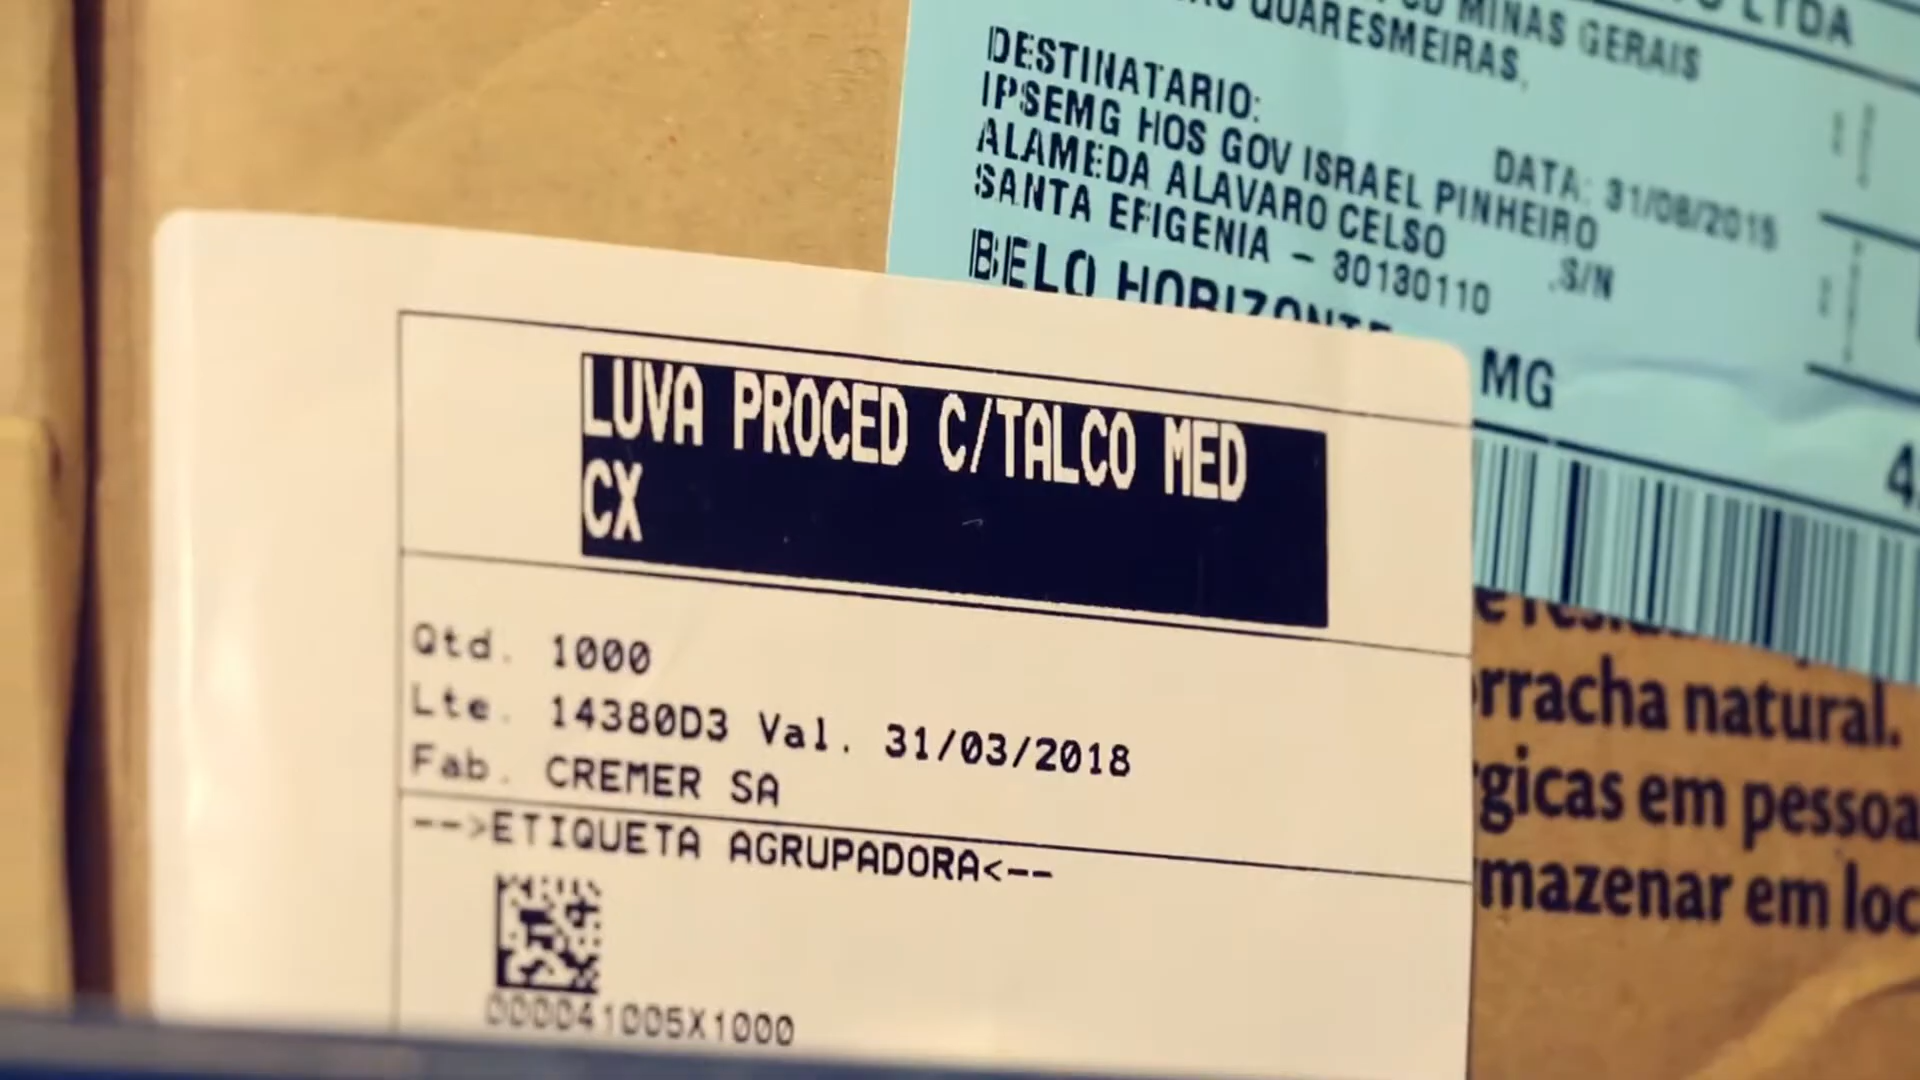 LTDA
MINAS GERAIS
QUARESMEIRAS,
DESTINATARIO:
DATA: 31/08/2015
IPSEMG HOS GOV ISRAEL PINHEIRO
ALAMEDA ALAVARO CELSO ,S/N
SANTA EFIGENIA - 30130110
BELO HORIZONTE MG
LUVA PROCED C/TALCO MED
CX
Qtd. 1000
Lte. 14380D3 Val. 31/03/2018
Fab. CREMER SA
-->ETIQUETA AGRUPADORA<--
000041005X1000
rracha natural.
gicas em pessoa
mazenar em loc